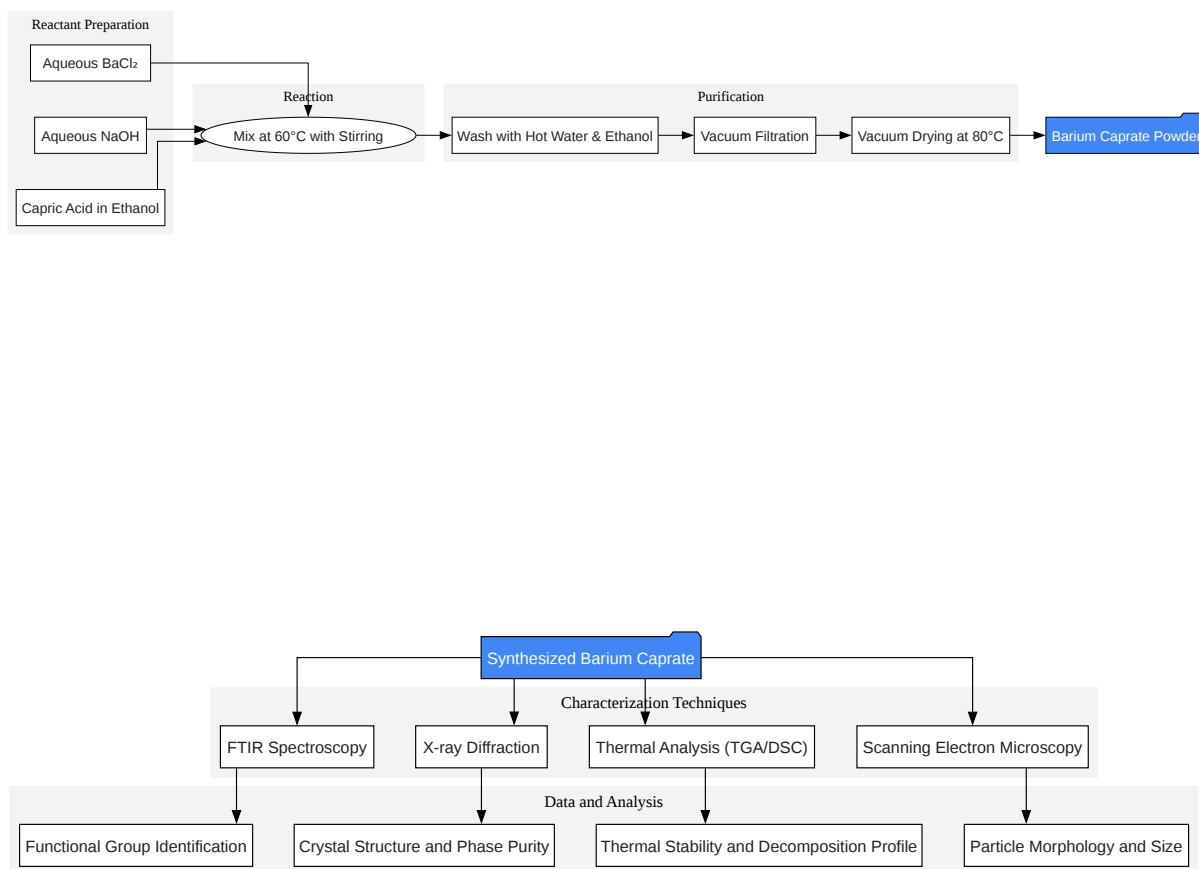 Reactant Preparation
Aqueous BaCl₂
Reaction
Purification
Aqueous NaOH
Mix at 60°C with Stirring
Wash with Hot Water & Ethanol
Vacuum Filtration
Vacuum Drying at 80°C
Barium Caprate Powder
Capric Acid in Ethanol
Synthesized Barium Caprate
Characterization Techniques
FTIR Spectroscopy
X-ray Diffraction
Thermal Analysis (TGA/DSC)
Scanning Electron Microscopy
Data and Analysis
Functional Group Identification
Crystal Structure and Phase Purity
Thermal Stability and Decomposition Profile
Particle Morphology and Size